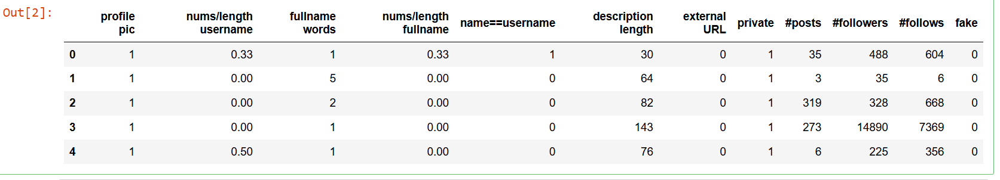 Out[2]:
profile pic nums/length username fullname words nums/length fullname name==username description length external URL private #posts #followers #follows fake
0 1 0.33 1 0.33 1 30 0 1 35 488 604 0
1 1 0.00 5 0.00 0 64 0 1 3 35 6 0
2 1 0.00 2 0.00 0 82 0 1 319 328 668 0
3 1 0.00 1 0.00 0 143 0 1 273 14890 7369 0
4 1 0.50 1 0.00 0 76 0 1 6 225 356 0